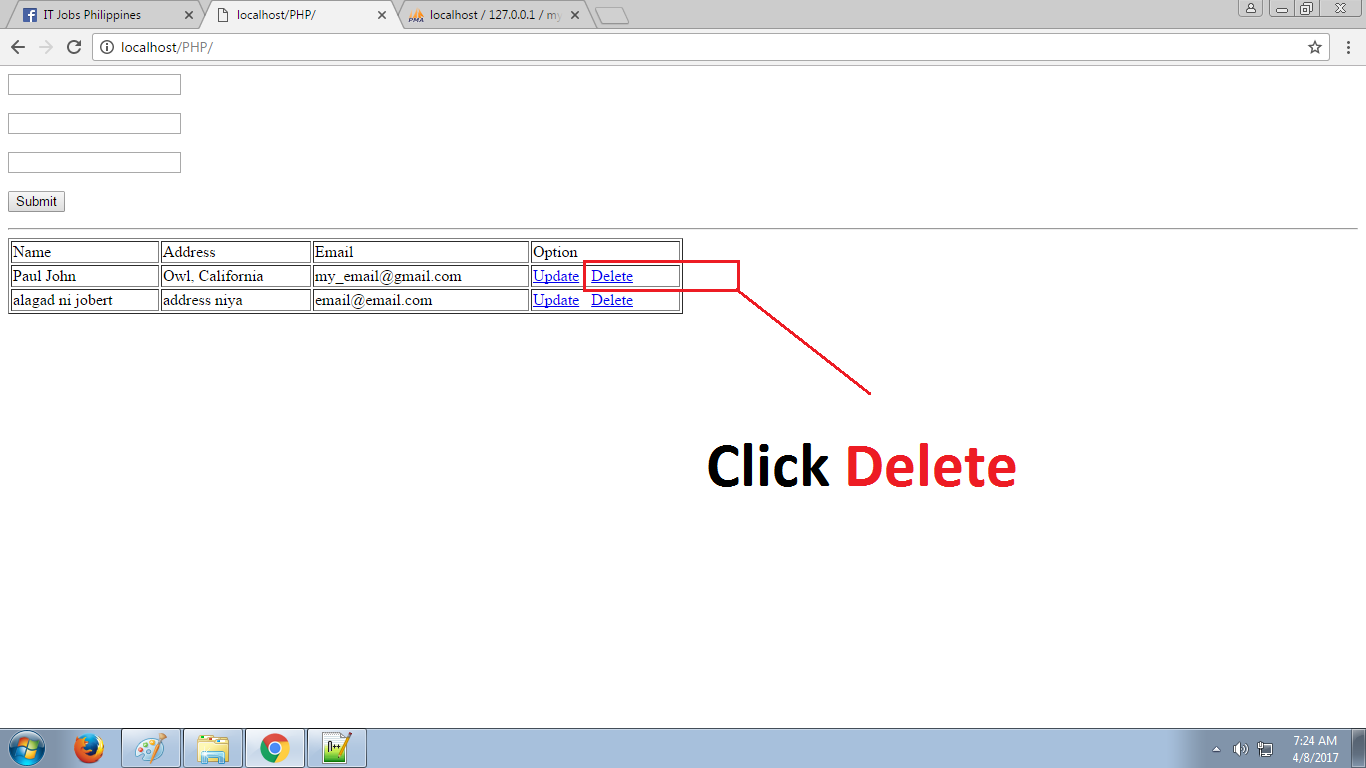 IT Jobs Philippines localhost/PHP/ localhost / 127.0.0.1 / my
localhost/PHP/
Submit
Name Address Email Option
Paul John Owl, California my_email@gmail.com Update Delete
alagad ni jobert address niya email@email.com Update Delete
Click Delete
7:24 AM
4/8/2017